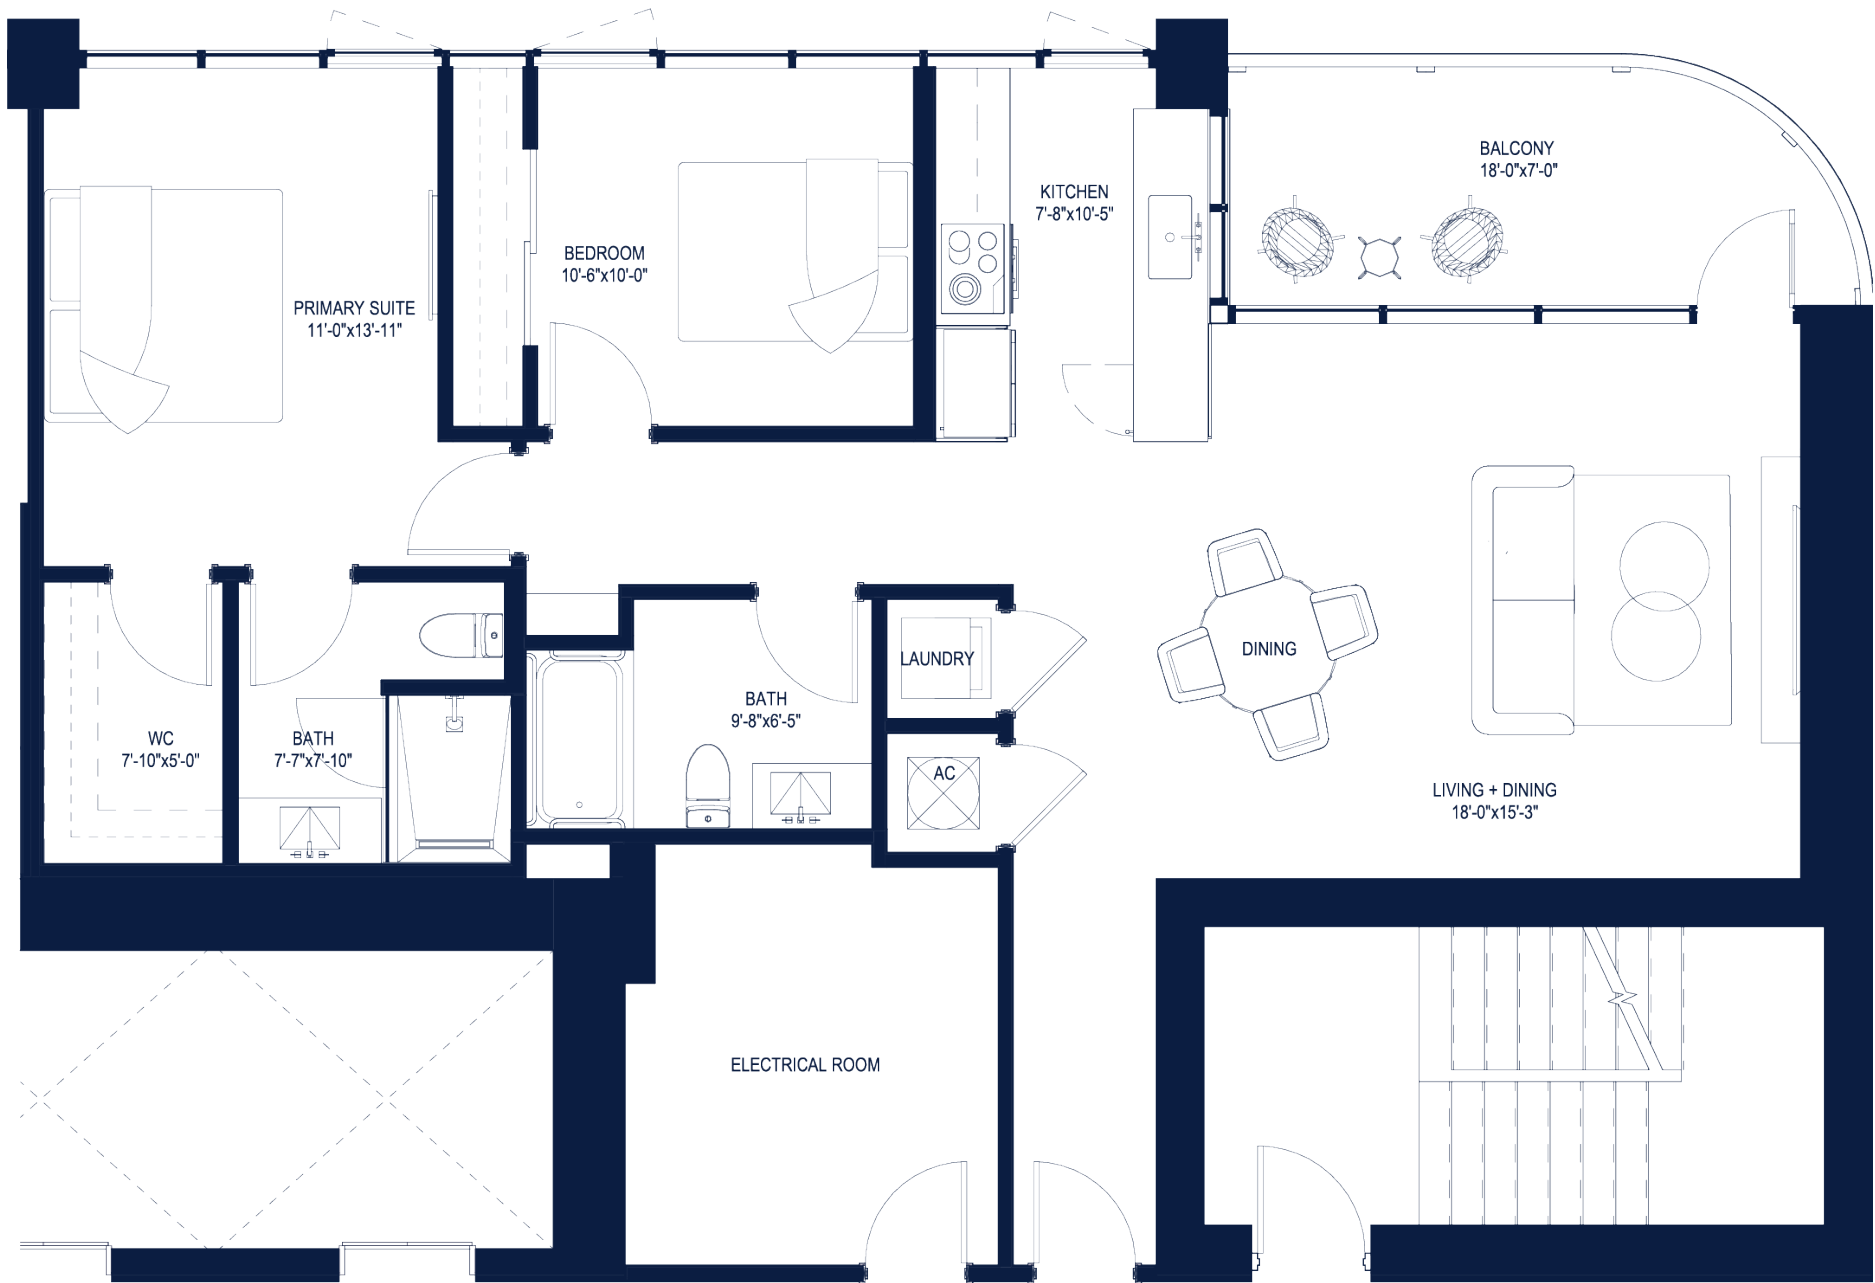 BALCONY
18'-0"x7'-0"
KITCHEN
7'-8"x10'-5"
BEDROOM
10'-6"x10'-0"
PRIMARY SUITE
11'-0"x13'-11"
DINING
LAUNDRY
BATH
9'-8"x6'-5"
WC
7'-10"x5'-0"
BATH
7'-7"x7'-10"
AC
LIVING + DINING
18'-0"x15'-3"
ELECTRICAL ROOM